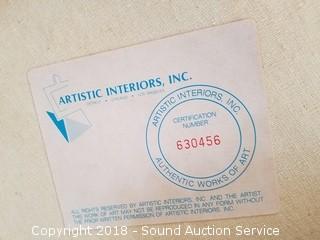 ARTISTIC INTERIORS, INC.
DETROIT • CHICAGO • LOS ANGELES
ARTISTIC INTERIORS, INC.
CERTIFICATION
NUMBER
630456
AUTHENTIC WORKS OF ART
ALL RIGHTS RESERVED BY ARTISTIC INTERIORS, INC. AND THE ARTIST.
THIS WORK OF ART MAY NOT BE REPRODUCED IN ANY FORM WITHOUT
THE PRIOR WRITTEN PERMISSION OF ARTISTIC INTERIORS, INC.
Copyright 2018 - Sound Auction Service